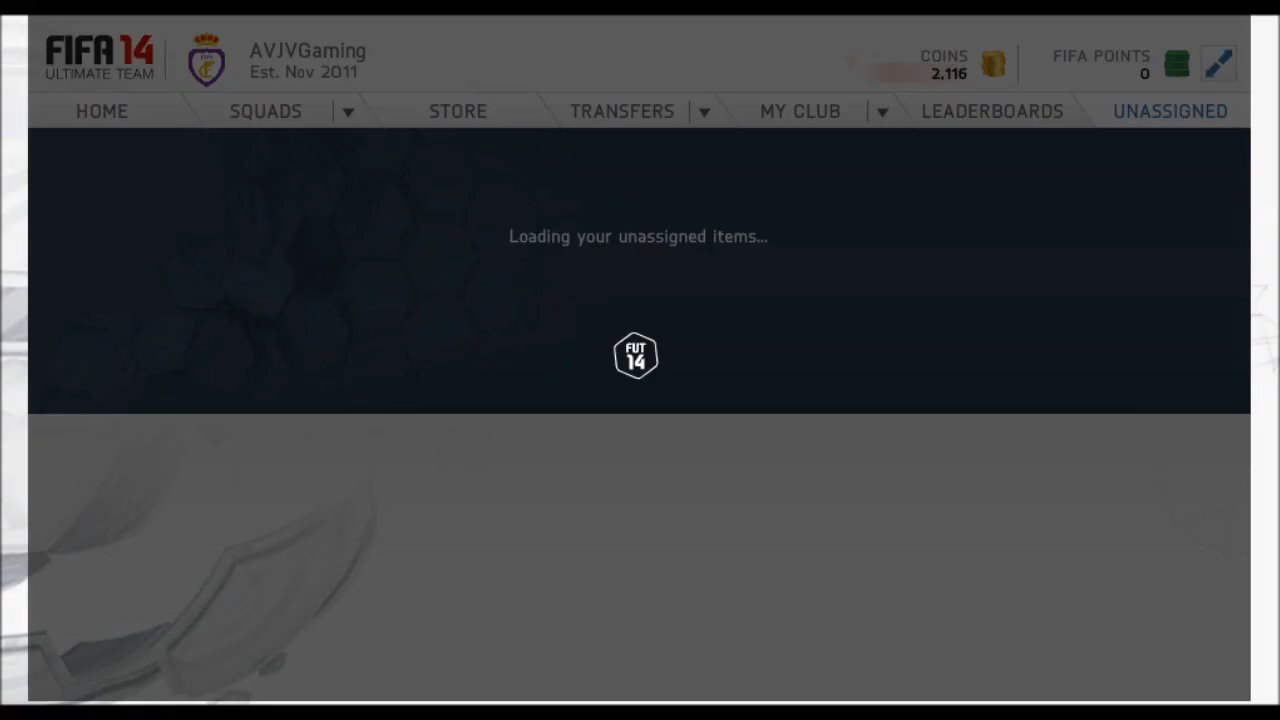 FIFA 14
ULTIMATE TEAM
AVJVGaming
Est. Nov 2011
COINS
2,116
FIFA POINTS
0
HOME
SQUADS
STORE
TRANSFERS
MY CLUB
LEADERBOARDS
UNASSIGNED
Loading your unassigned items...
FUT
14